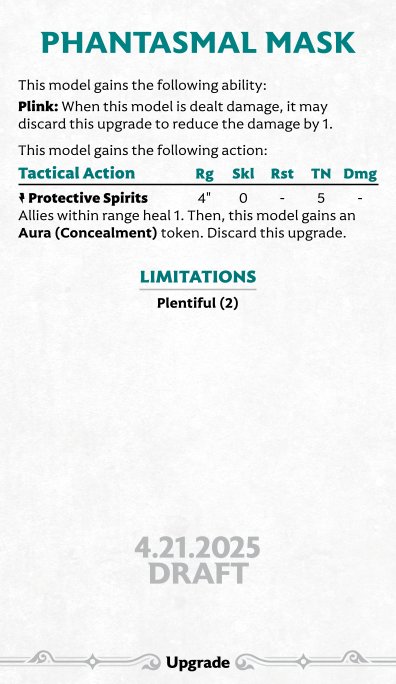 PHANTASMAL MASK
This model gains the following ability:
Plink: When this model is dealt damage, it may
discard this upgrade to reduce the damage by 1.
This model gains the following action:
Tactical Action Rg Skl Rst TN Dmg
Protective Spirits 4" 0 - 5 -
Allies within range heal 1. Then, this model gains an
Aura (Concealment) token. Discard this upgrade.
LIMITATIONS
Plentiful (2)
4.21.2025
DRAFT
Upgrade